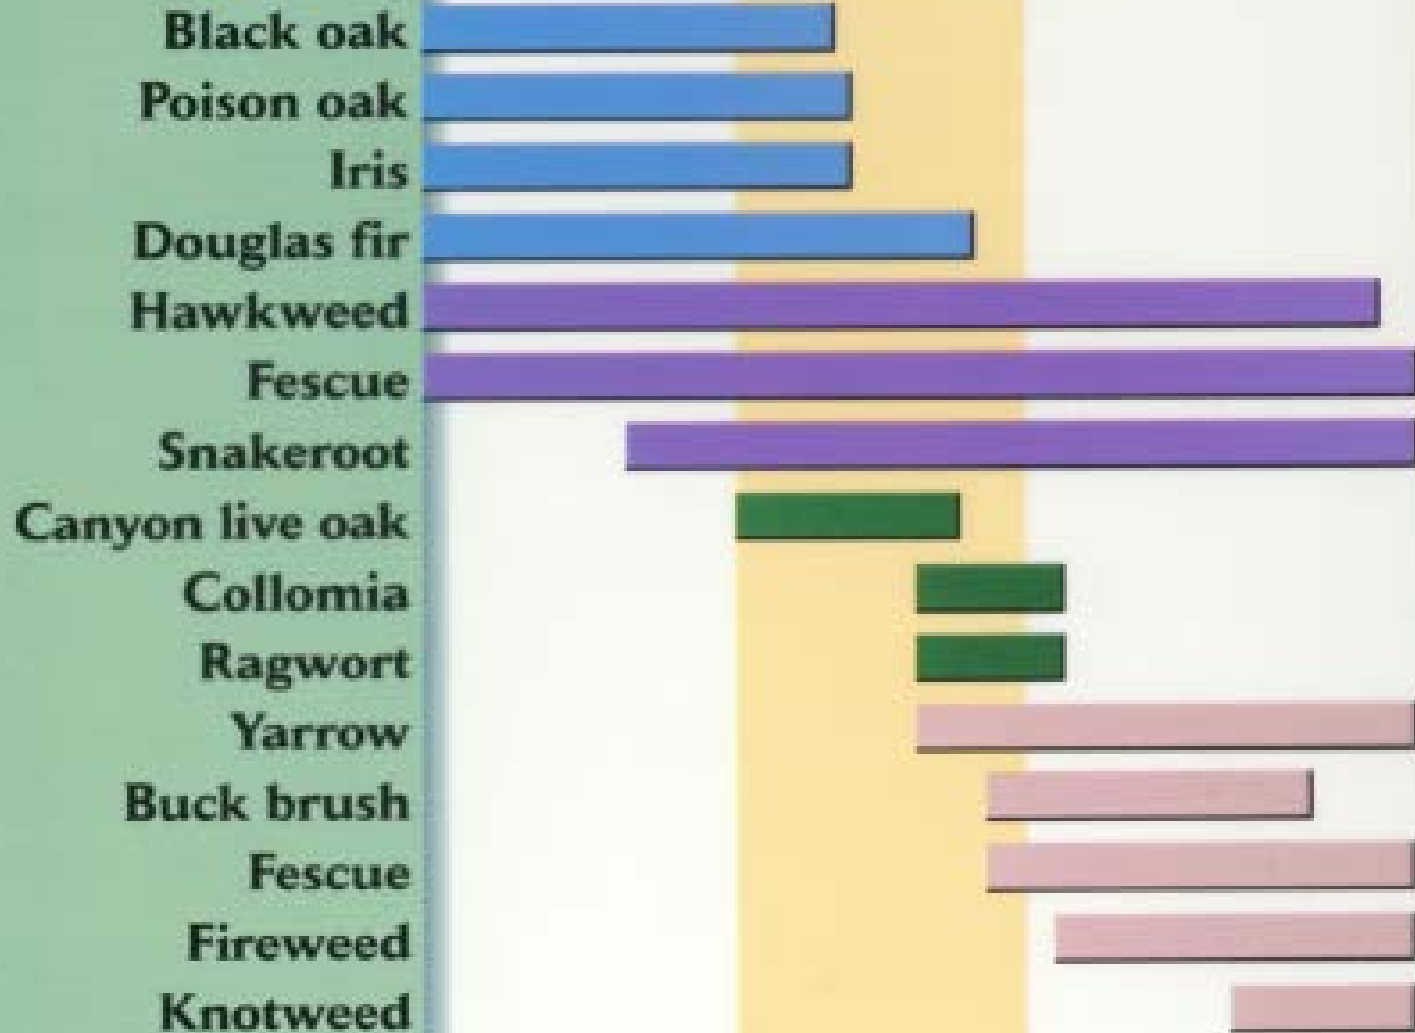 Black oak
Poison oak
Iris
Douglas fir
Hawkweed
Fescue
Snakeroot
Canyon live oak
Collomia
Ragwort
Yarrow
Buck brush
Fescue
Fireweed
Knotweed